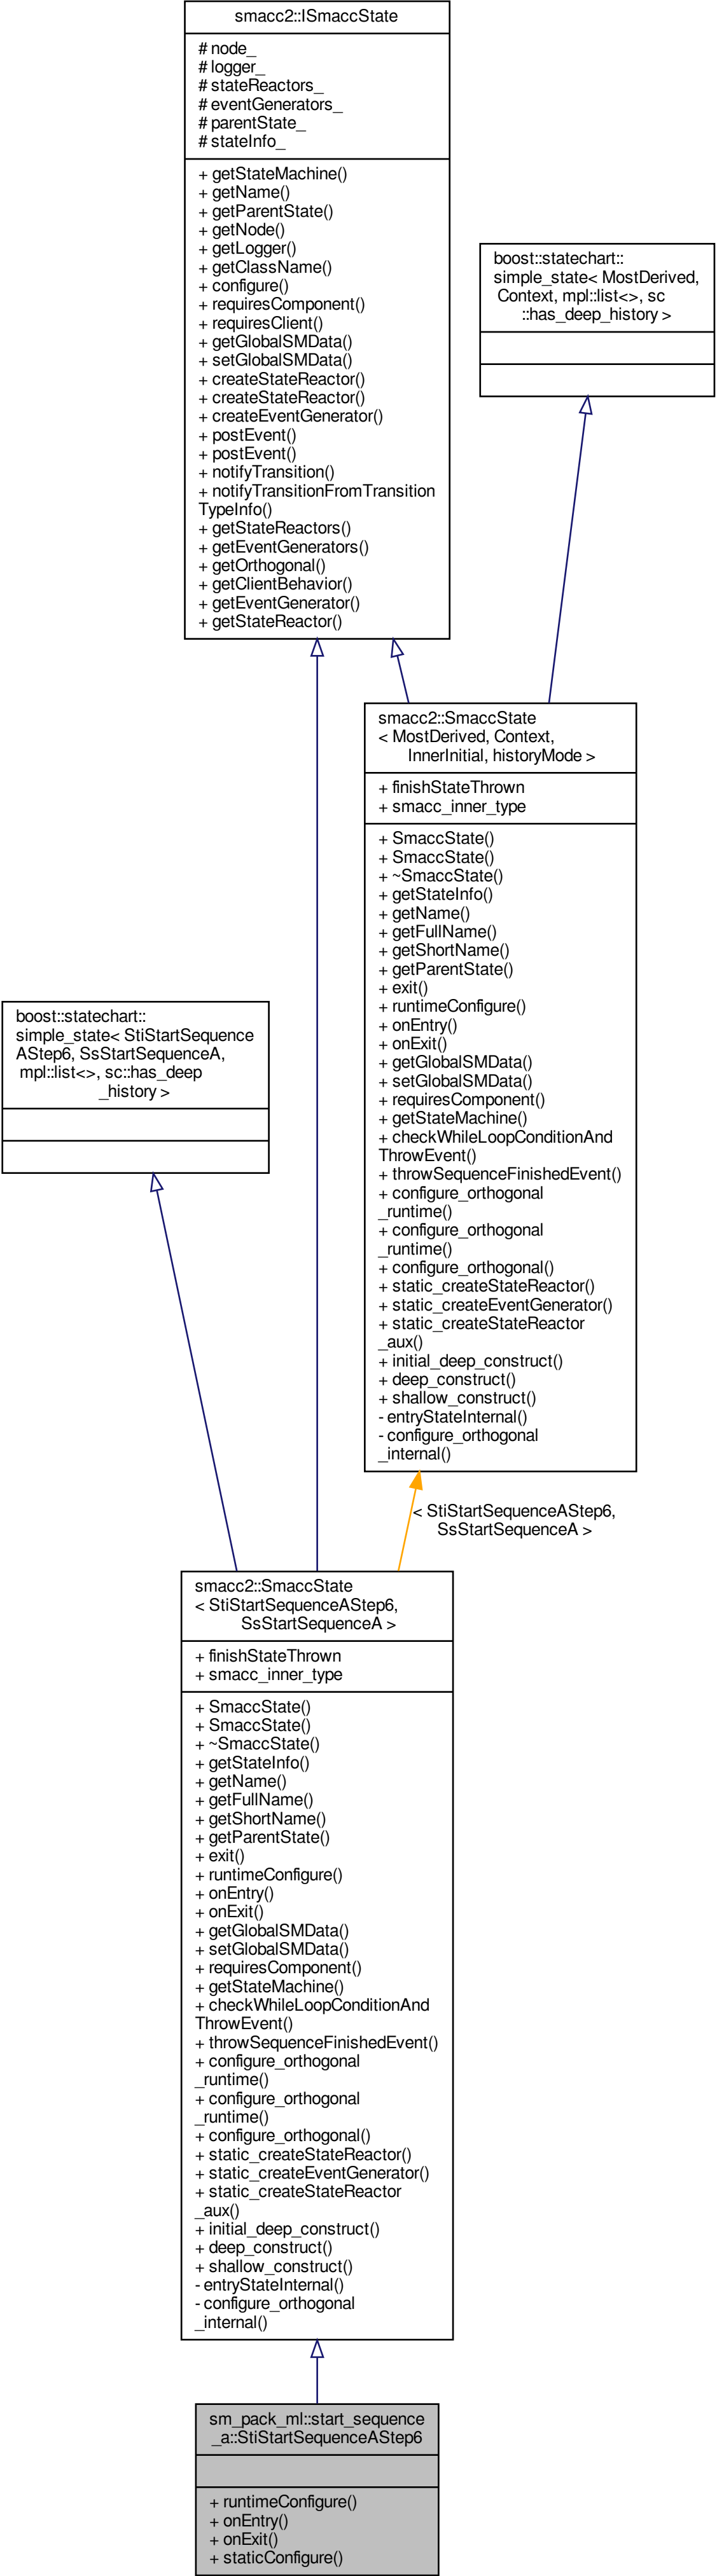 smacc2::ISmaccState
# node_
# logger_
# stateReactors_
# eventGenerators_
# parentState_
# stateInfo_
+ getStateMachine()
+ getName()
+ getParentState()
+ getNode()
+ getLogger()
+ getClassName()
+ configure()
+ requiresComponent()
+ requiresClient()
+ getGlobalSMData()
+ setGlobalSMData()
+ createStateReactor()
+ createStateReactor()
+ createEventGenerator()
+ postEvent()
+ postEvent()
+ notifyTransition()
+ notifyTransitionFromTransition
TypeInfo()
+ getStateReactors()
+ getEventGenerators()
+ getOrthogonal()
+ getClientBehavior()
+ getEventGenerator()
+ getStateReactor()
boost::statechart::
simple_state< MostDerived,
Context, mpl::list<>, sc
::has_deep_history >
smacc2::SmaccState
< MostDerived, Context,
InnerInitial, historyMode >
+ finishStateThrown
+ smacc_inner_type
+ SmaccState()
+ SmaccState()
+ ~SmaccState()
+ getStateInfo()
+ getName()
+ getFullName()
+ getShortName()
+ getParentState()
+ exit()
+ runtimeConfigure()
+ onEntry()
+ onExit()
+ getGlobalSMData()
+ setGlobalSMData()
+ requiresComponent()
+ getStateMachine()
+ checkWhileLoopConditionAnd
ThrowEvent()
+ throwSequenceFinishedEvent()
+ configure_orthogonal
_runtime()
+ configure_orthogonal
_runtime()
+ configure_orthogonal()
+ static_createStateReactor()
+ static_createEventGenerator()
+ static_createStateReactor
_aux()
+ initial_deep_construct()
+ deep_construct()
+ shallow_construct()
- entryStateInternal()
- configure_orthogonal
_internal()
boost::statechart::
simple_state< StiStartSequence
AStep6, SsStartSequenceA,
mpl::list<>, sc::has_deep
_history >
< StiStartSequenceAStep6,
SsStartSequenceA >
smacc2::SmaccState
< StiStartSequenceAStep6,
SsStartSequenceA >
+ finishStateThrown
+ smacc_inner_type
+ SmaccState()
+ SmaccState()
+ ~SmaccState()
+ getStateInfo()
+ getName()
+ getFullName()
+ getShortName()
+ getParentState()
+ exit()
+ runtimeConfigure()
+ onEntry()
+ onExit()
+ getGlobalSMData()
+ setGlobalSMData()
+ requiresComponent()
+ getStateMachine()
+ checkWhileLoopConditionAnd
ThrowEvent()
+ throwSequenceFinishedEvent()
+ configure_orthogonal
_runtime()
+ configure_orthogonal
_runtime()
+ configure_orthogonal()
+ static_createStateReactor()
+ static_createEventGenerator()
+ static_createStateReactor
_aux()
+ initial_deep_construct()
+ deep_construct()
+ shallow_construct()
- entryStateInternal()
- configure_orthogonal
_internal()
sm_pack_ml::start_sequence
_a::StiStartSequenceAStep6
+ runtimeConfigure()
+ onEntry()
+ onExit()
+ staticConfigure()